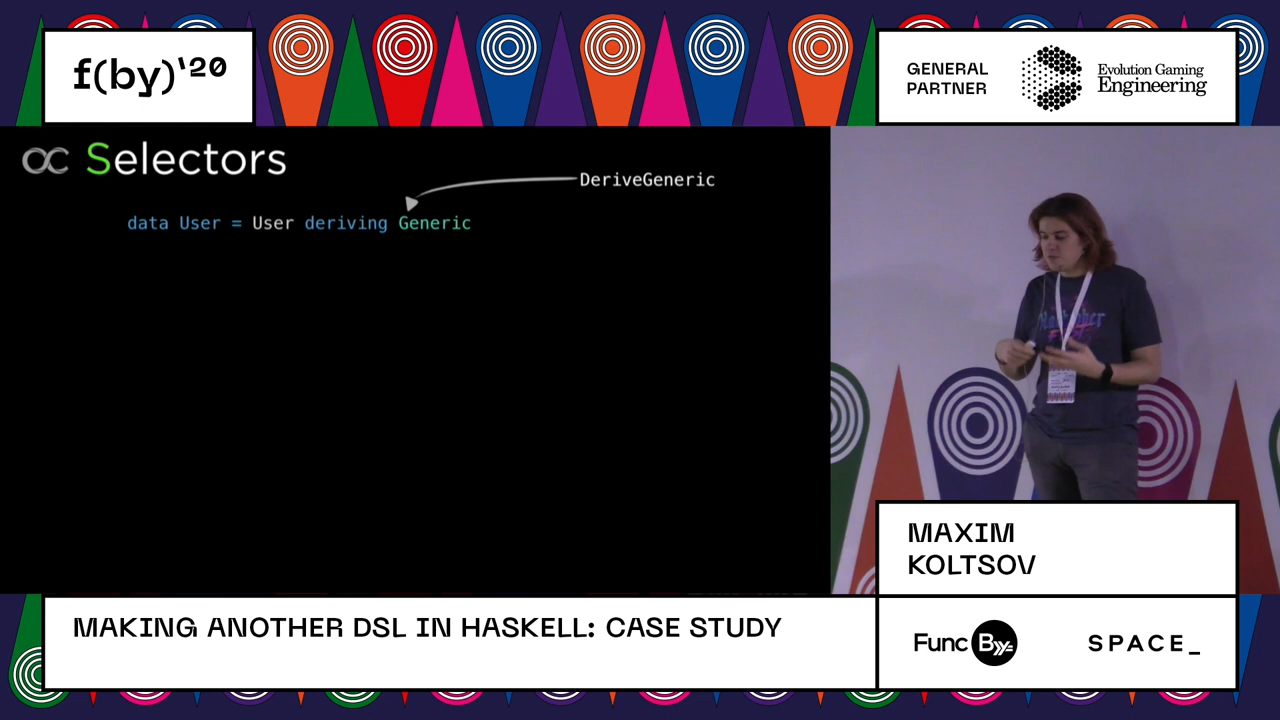 f(by)'20
GENERAL
PARTNER
Evolution Gaming
Engineering
∝ Selectors
DeriveGeneric
data User = User deriving Generic
MAXIM
KOLTSOV
MAKING ANOTHER DSL IN HASKELL: CASE STUDY
Func By
SPACE_